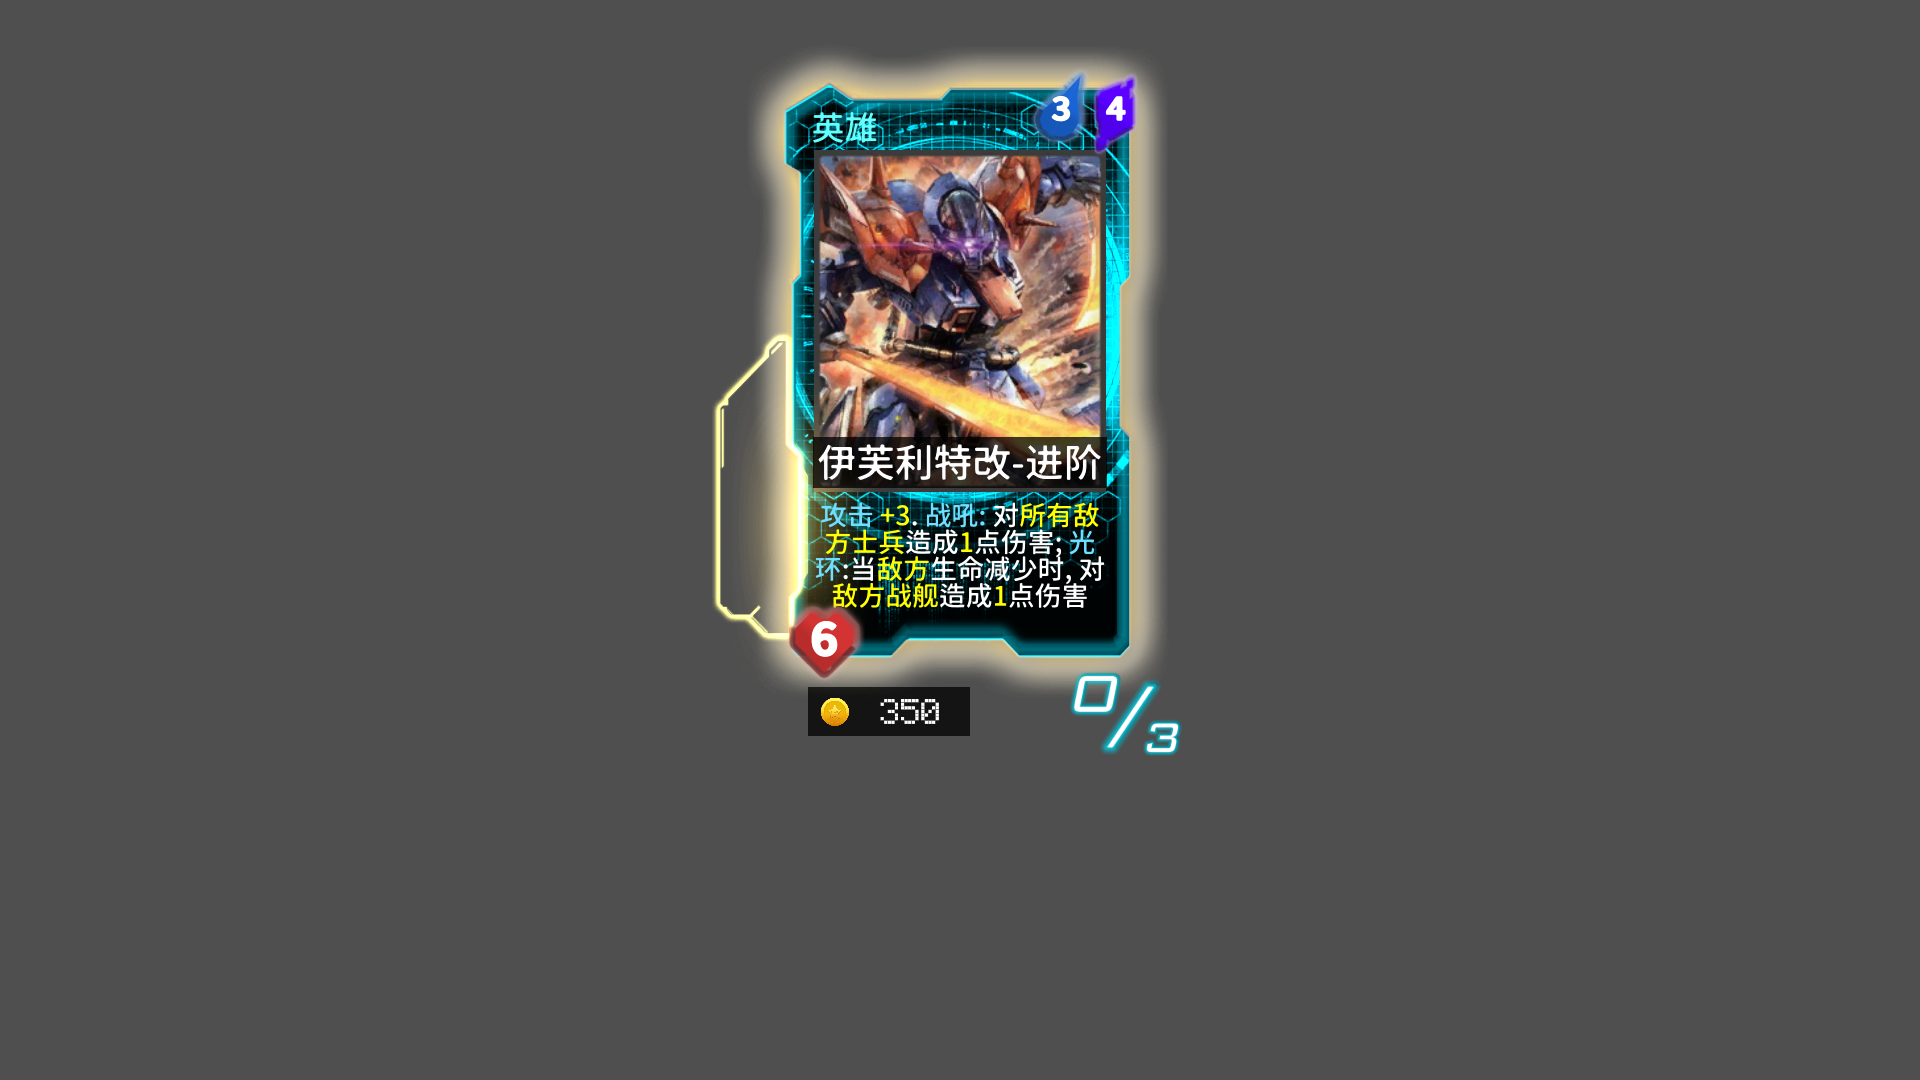 英雄
3
4
伊芙利特改-进阶
攻击 +3. 战吼: 对所有敌
方士兵造成1点伤害; 光
环:当敌方生命减少时, 对
敌方战舰造成1点伤害
6
350
0/3